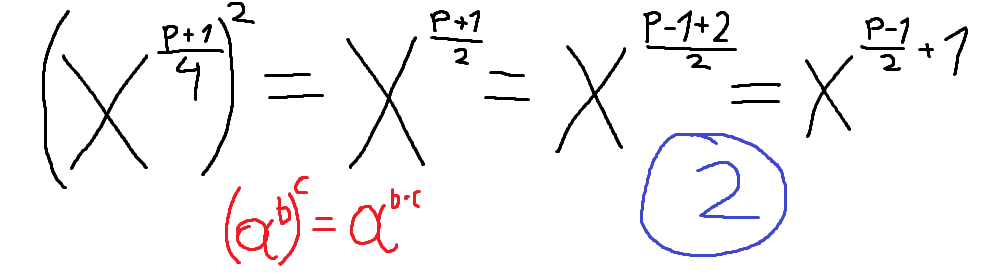 (x^((p+1)/4))^2 = x^((p+1)/2) = x^((p-1+2)/2) = x^((p-1)/2 + 1)
(a^b)^c = a^(b·c)
2